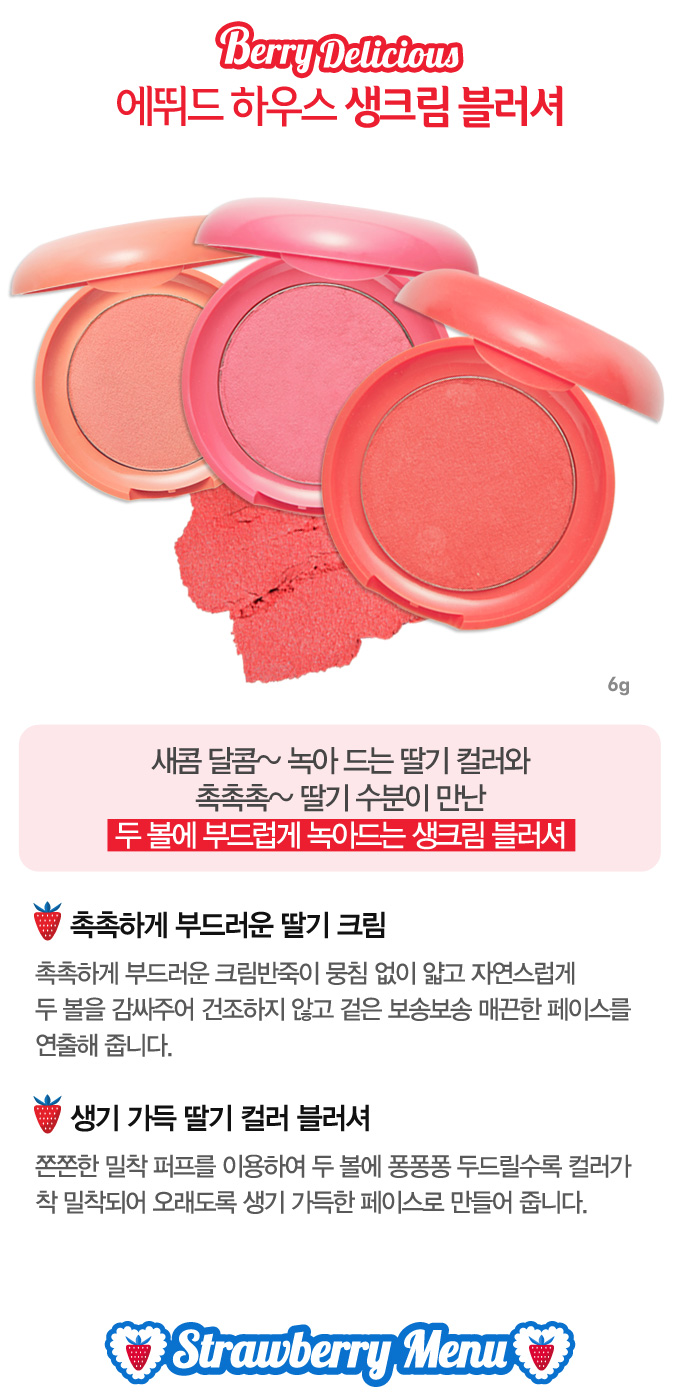 Berry Delicious
에뛰드 하우스 생크림 블러셔
6g
새콤 달콤~ 녹아 드는 딸기 컬러와
촉촉촉~ 딸기 수분이 만난
두 볼에 부드럽게 녹아드는 생크림 블러셔
촉촉하게 부드러운 딸기 크림
촉촉하게 부드러운 크림반죽이 뭉침 없이 얇고 자연스럽게
두 볼을 감싸주어 건조하지 않고 겉은 보송보송 매끈한 페이스를
연출해 줍니다.
생기 가득 딸기 컬러 블러셔
쫀쫀한 밀착 퍼프를 이용하여 두 볼에 퐁퐁퐁 두드릴수록 컬러가
착 밀착되어 오래도록 생기 가득한 페이스로 만들어 줍니다.
Strawberry Menu